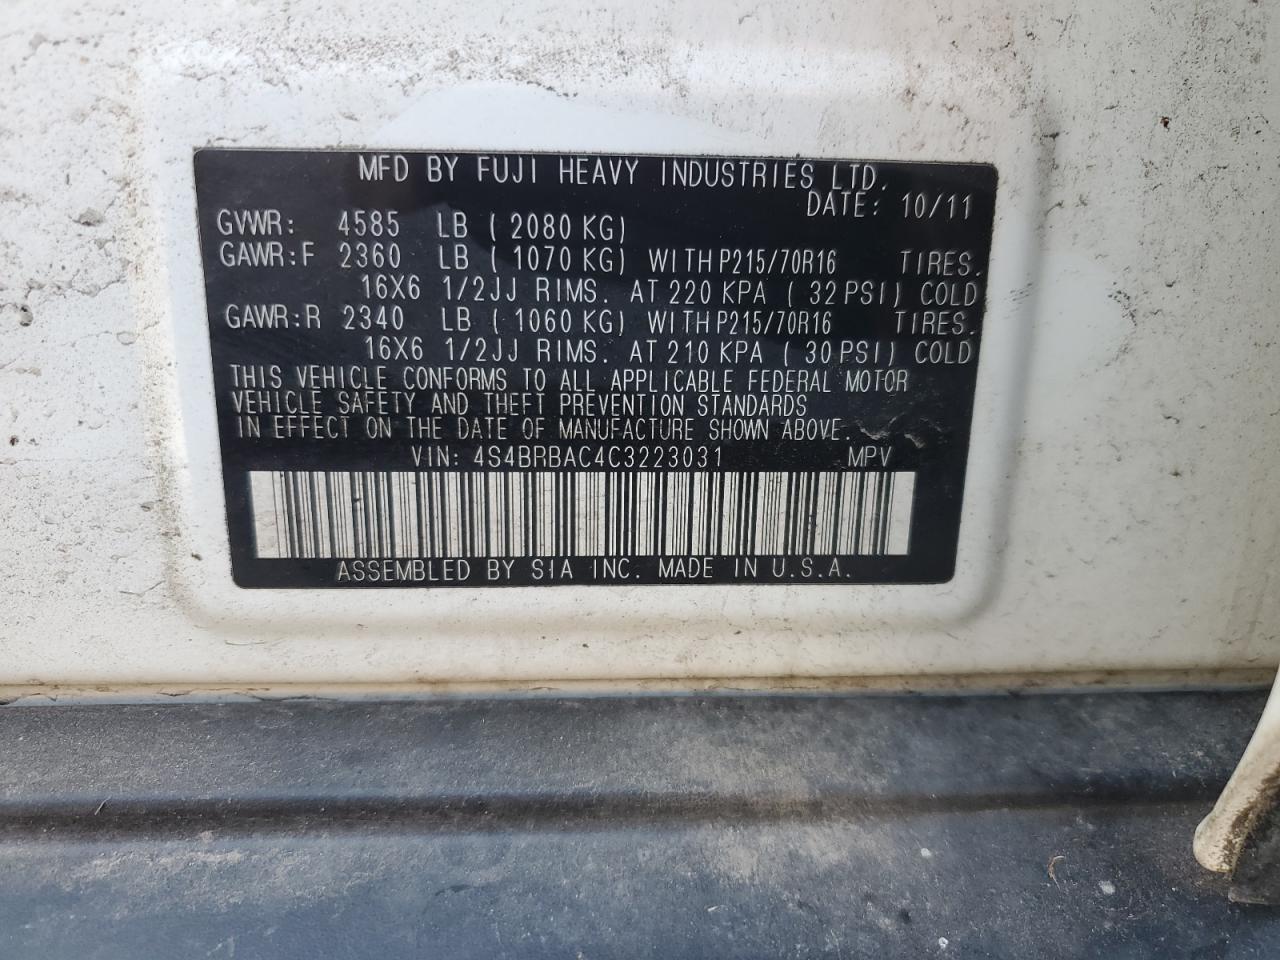 MFD BY FUJI HEAVY INDUSTRIES LTD.
DATE: 10/11
GVWR: 4585 LB ( 2080 KG)
GAWR:F 2360 LB ( 1070 KG) WITH P215/70R16 TIRES.
16X6 1/2JJ RIMS. AT 220 KPA ( 32 PSI) COLD
GAWR:R 2340 LB ( 1060 KG) WITH P215/70R16 TIRES.
16X6 1/2JJ RIMS. AT 210 KPA ( 30 PSI) COLD
THIS VEHICLE CONFORMS TO ALL APPLICABLE FEDERAL MOTOR
VEHICLE SAFETY AND THEFT PREVENTION STANDARDS
IN EFFECT ON THE DATE OF MANUFACTURE SHOWN ABOVE.
VIN: 4S4BRBAC4C3223031 MPV
ASSEMBLED BY SIA INC. MADE IN U.S.A.